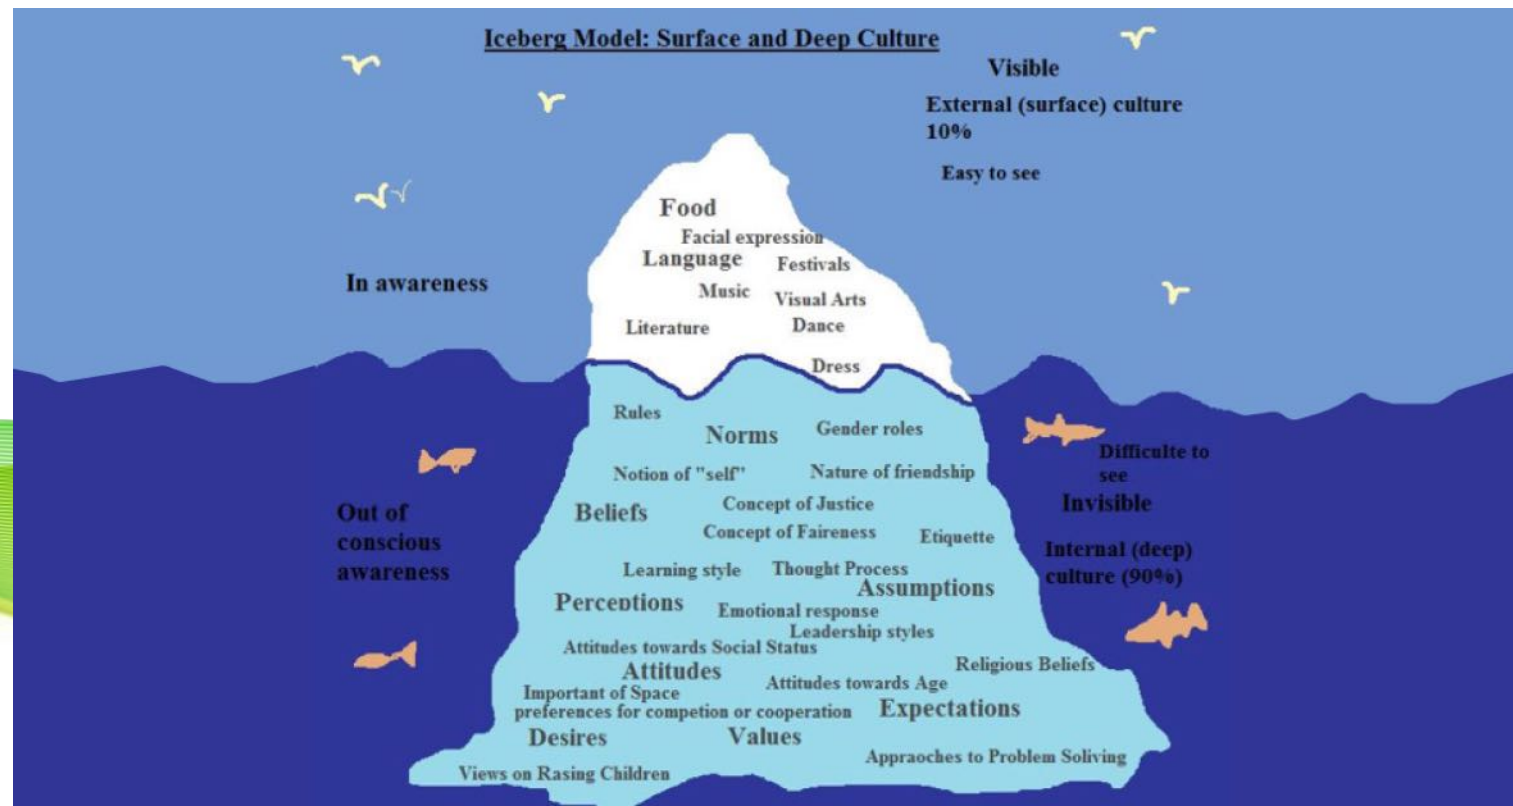 Iceberg Model: Surface and Deep Culture
Visible
External (surface) culture
10%
Easy to see
In awareness
Food
Facial expression
Language
Festivals
Music
Visual Arts
Literature
Dance
Dress
Rules
Norms
Gender roles
Notion of "self"
Nature of friendship
Beliefs
Concept of Justice
Concept of Faireness
Etiquette
Learning style
Thought Process
Assumptions
Perceptions
Emotional response
Leadership styles
Attitudes towards Social Status
Attitudes
Religious Beliefs
Attitudes towards Age
Important of Space
preferences for competion or cooperation
Expectations
Desires
Values
Appraoches to Problem Soliving
Views on Rasing Children
Out of
conscious
awareness
Difficulte to
see
Invisible
Internal (deep)
culture (90%)